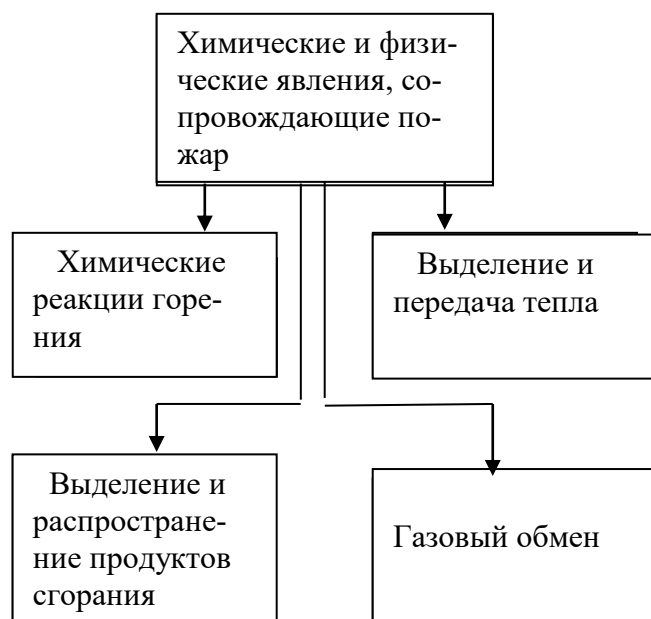 Химические и физи-
ческие явления, со-
провождающие по-
жар
Химические
реакции горе-
ния
Выделение и
передача тепла
Выделение и
распростране-
ние продуктов
сгорания
Газовый обмен